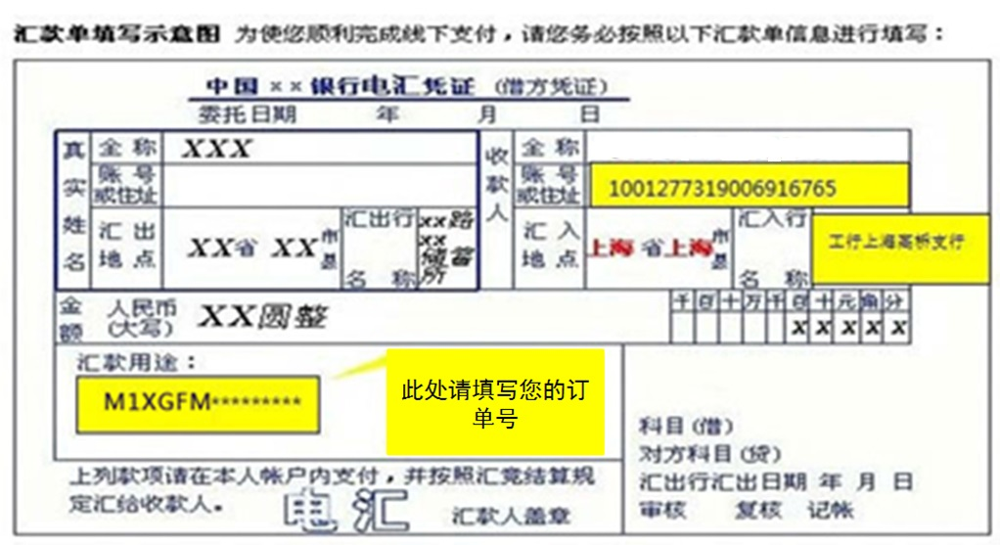 汇款单填写示意图 为使您顺利完成线下支付，请您务必按照以下汇款单信息进行填写：
中国 ×× 银行电汇凭证 (借方凭证)
委托日期 年 月 日
真实姓名
全称 XXX
账号或住址
汇出地点 XX省 XX市县
汇出行名称 xx路xx储蓄所
收款人
全称
账号或住址 1001277319006916765
汇入地点 上海省上海市县
汇入行名称 工行上海高桥支行
金额 人民币(大写) XX圆整
千百十万千百十元角分
X X X X X
汇款用途：
M1XGFM*********
此处请填写您的订
单号
科目(借)
对方科目(贷)
汇出行汇出日期 年 月 日
审核 复核 记帐
上列款项请在本人帐户内支付，并按照汇兑结算规
定汇给收款人。
电汇 汇款人盖章